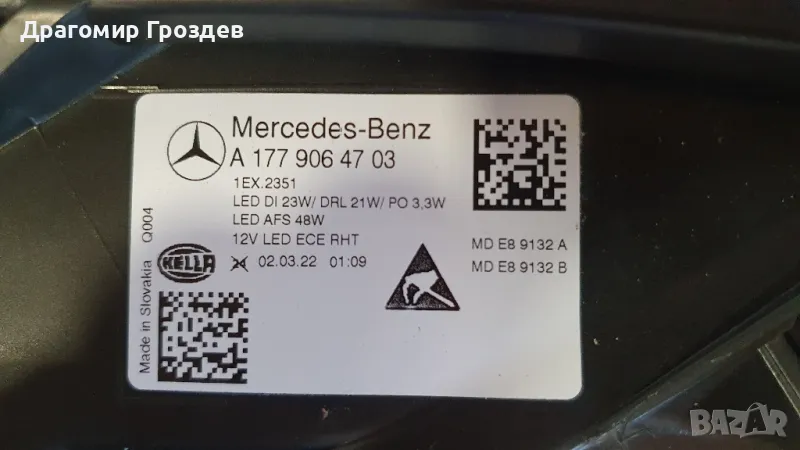 Драгомир Гроздев
Mercedes-Benz
A 177 906 47 03
1EX.2351
LED DI 23W/ DRL 21W/ PO 3,3W
LED AFS 48W
12V LED ECE RHT
MD E8 9132 A
HELLA
02.03.22 01:09
MD E8 9132 B
Made in Slovakia Q004
BAZAR